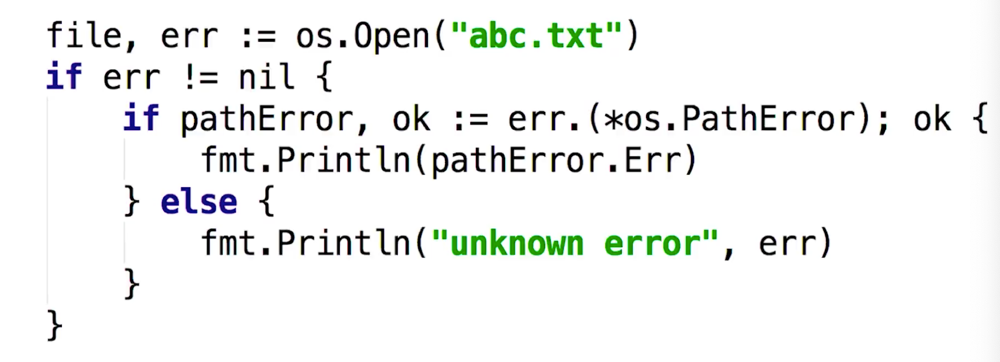 file, err := os.Open("abc.txt")
if err != nil {
    if pathError, ok := err.(*os.PathError); ok {
        fmt.Println(pathError.Err)
    } else {
        fmt.Println("unknown error", err)
    }
}